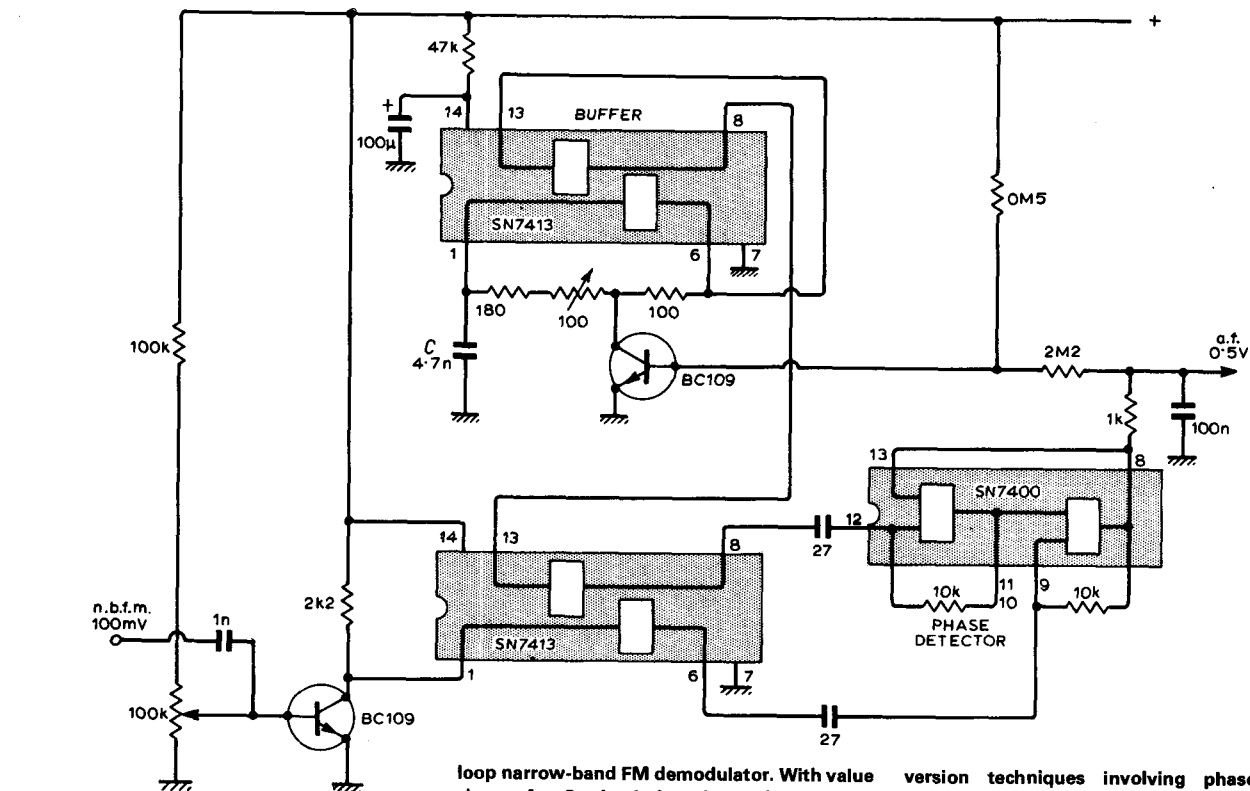 +
47k
+
100µ
14
13
BUFFER
8
SN7413
1
6
7
0M5
180
100
100
C
4·7n
BC109
100k
2M2
a.f.
0·5V
1k
100n
13
8
SN7400
12
27
14
13
8
11
10
9
10k
10k
PHASE
DETECTOR
2k2
n.b.f.m.
100mV
1n
SN7413
1
6
7
100k
BC109
27
loop narrow-band FM demodulator. With value version techniques involving phase